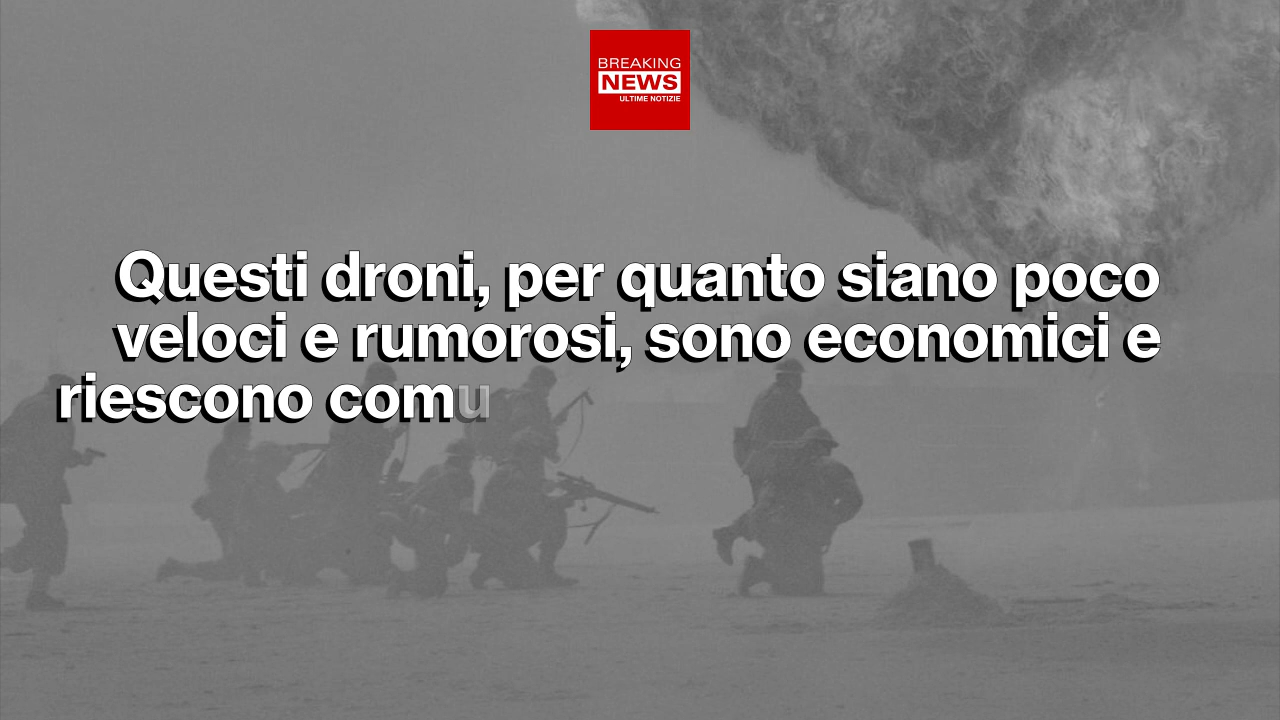 BREAKING
NEWS
ULTIME NOTIZIE
Questi droni, per quanto siano poco
veloci e rumorosi, sono economici e
riescono comu